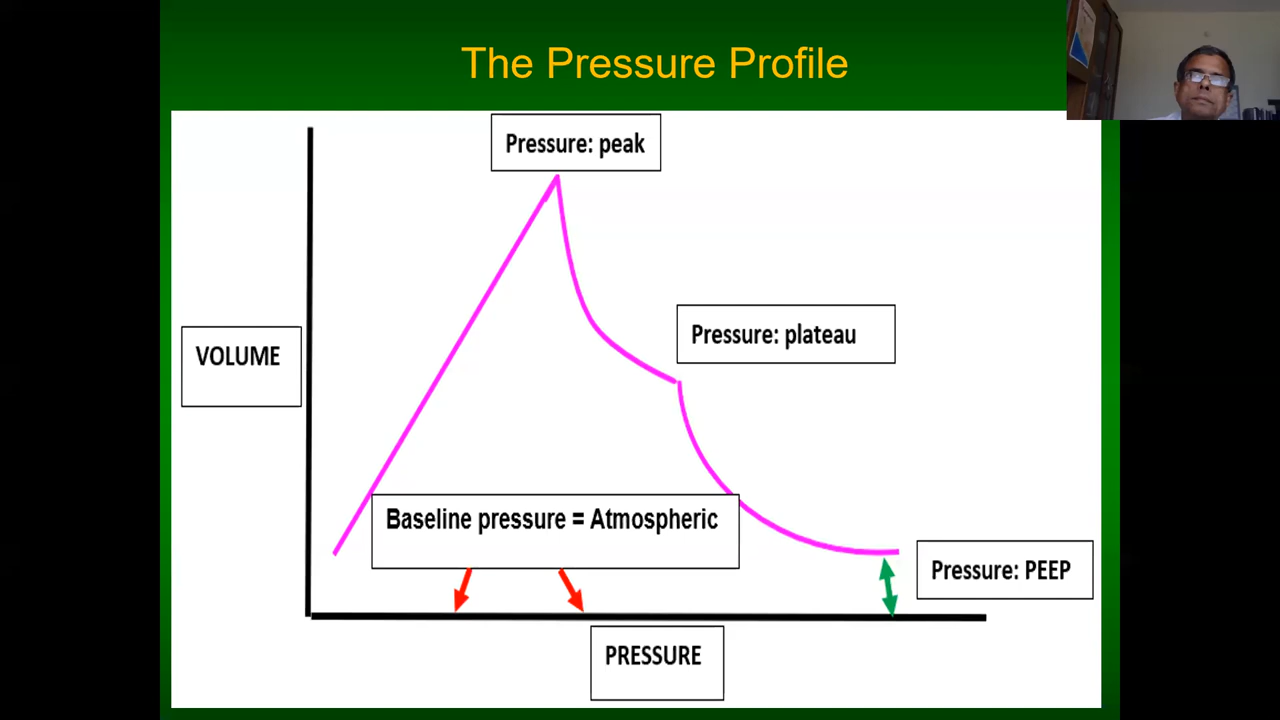 The Pressure Profile
Pressure: peak
Pressure: plateau
VOLUME
Baseline pressure = Atmospheric
Pressure: PEEP
PRESSURE